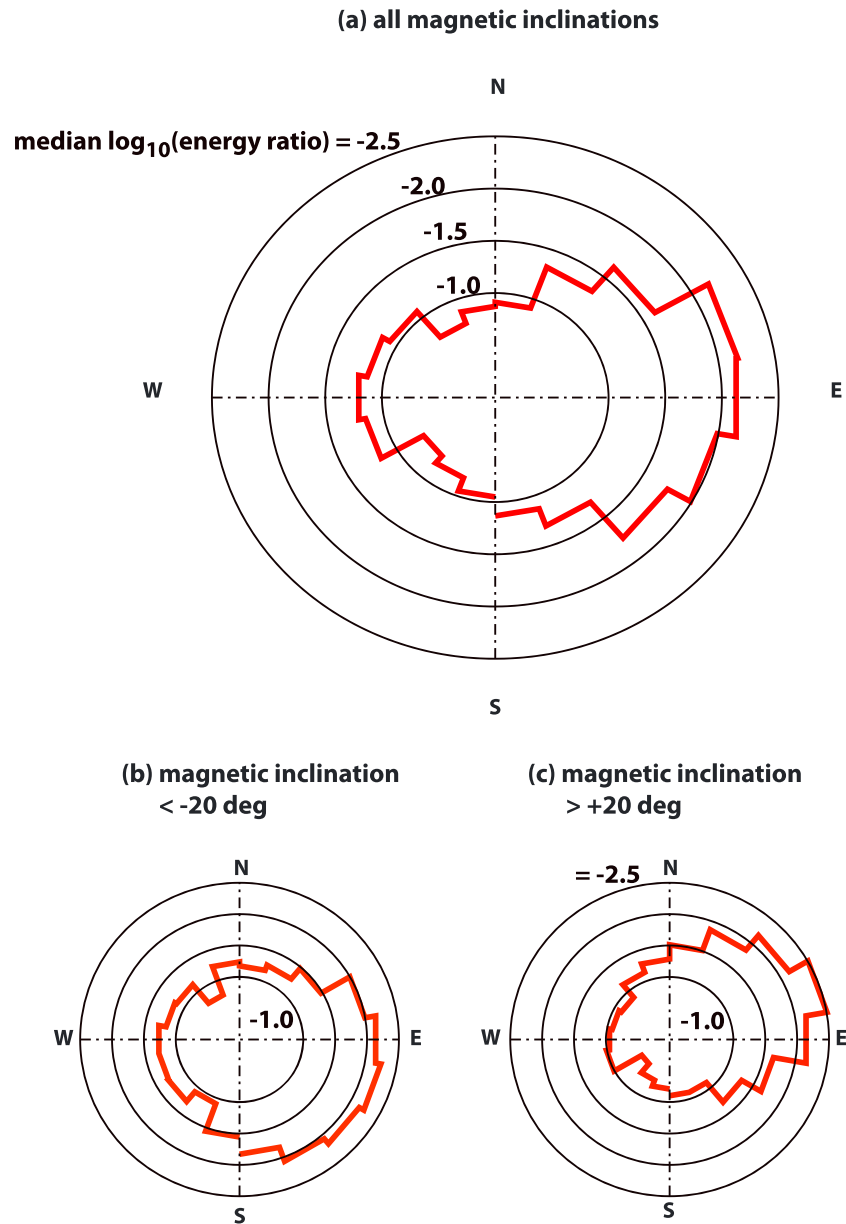 (a) all magnetic inclinations
N
median log10(energy ratio) = -2.5
-2.0
-1.5
-1.0
W
E
S
(b) magnetic inclination
< -20 deg
(c) magnetic inclination
> +20 deg
N
= -2.5
N
-1.0
-1.0
W
E
W
E
S
S